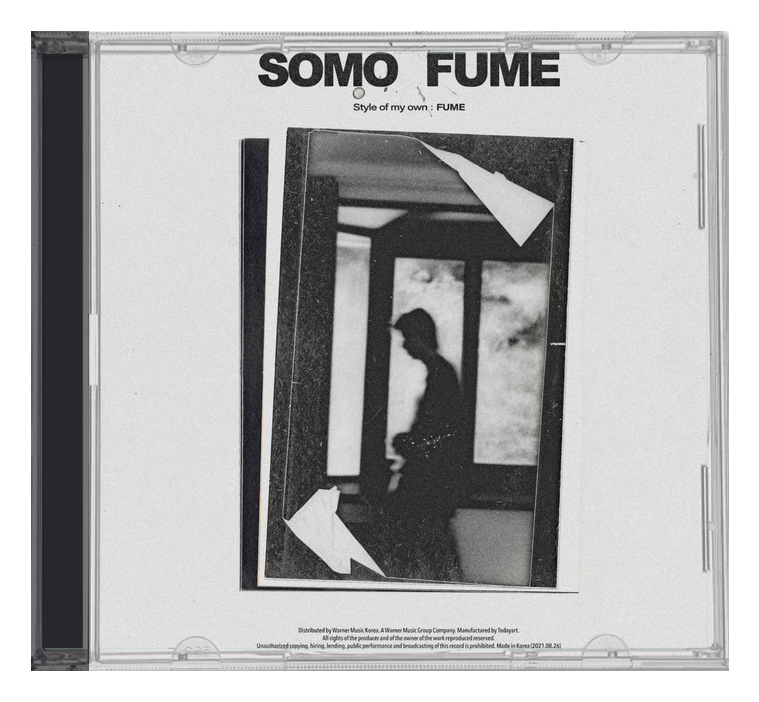 SOMO FUME
Style of my own : FUME
Distributed by Warner Music Korea. A Warner Music Group Company. Manufactured by Todayart.
All rights of the producer and of the owner of the work reproduced reserved.
Unauthorized copying, hiring, lending, public performance and broadcasting of this record is prohibited. Made in Korea (2021.08.26)